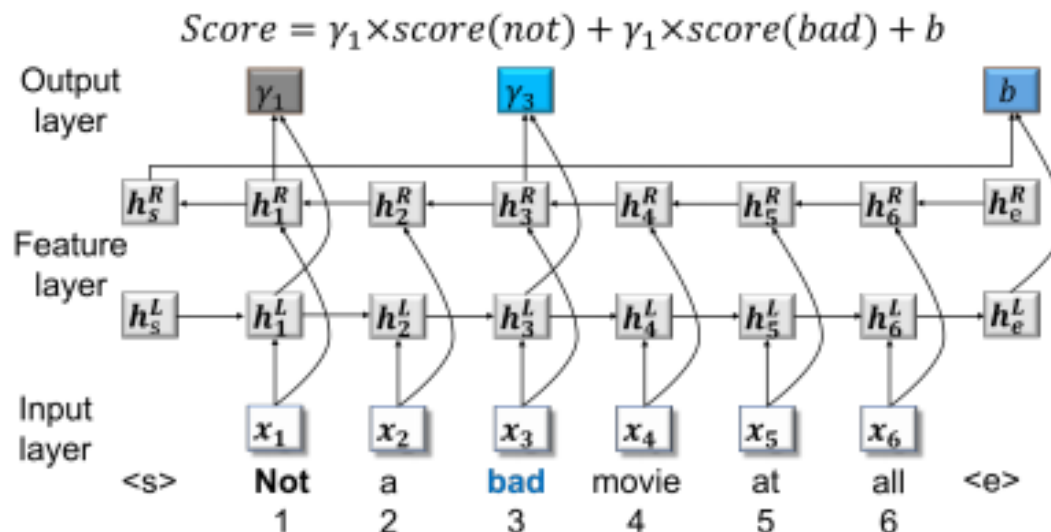 Score = γ₁×score(not) + γ₁×score(bad) + b
Output layer
γ₁ γ₃ b
h_s^R h_1^R h_2^R h_3^R h_4^R h_5^R h_6^R h_e^R
Feature layer
h_s^L h_1^L h_2^L h_3^L h_4^L h_5^L h_6^L h_e^L
Input layer
x₁ x₂ x₃ x₄ x₅ x₆
<s> Not a bad movie at all <e>
1 2 3 4 5 6